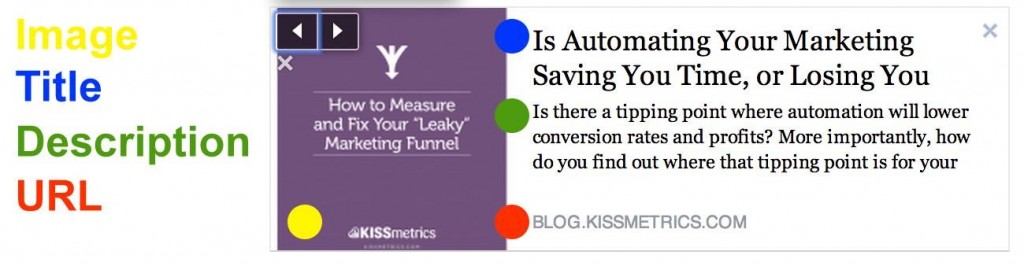 Image
Title
Description
URL
How to Measure
and Fix Your “Leaky”
Marketing Funnel
KISSmetrics
KISSMETRICS.COM
Is Automating Your Marketing
Saving You Time, or Losing You
Is there a tipping point where automation will lower
conversion rates and profits? More importantly, how
do you find out where that tipping point is for your
BLOG.KISSMETRICS.COM